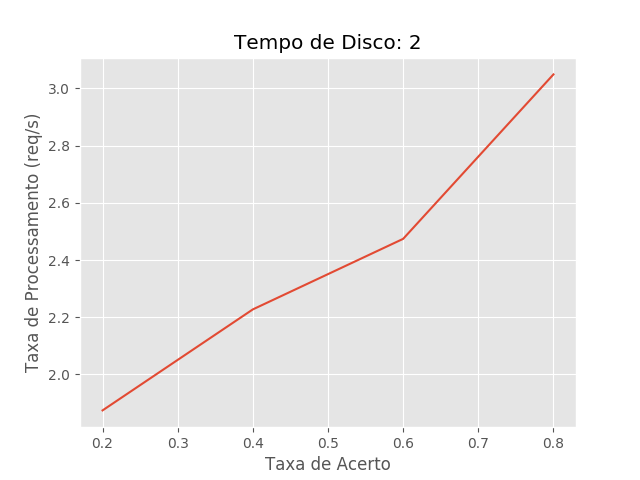 Tempo de Disco: 2
Taxa de Processamento (req/s)
3.0
2.8
2.6
2.4
2.2
2.0
0.2 0.3 0.4 0.5 0.6 0.7 0.8
Taxa de Acerto